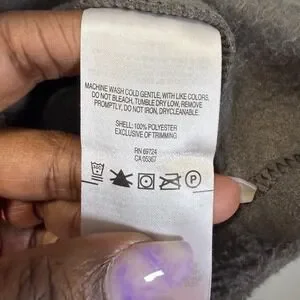 MACHINE WASH COLD GENTLE, WITH LIKE COLORS.
DO NOT BLEACH, TUMBLE DRY LOW, REMOVE
PROMPTLY, DO NOT IRON, DRYCLEANABLE.
SHELL: 100% POLYESTER
EXCLUSIVE OF TRIMMING
RN 69724
CA 05367
P